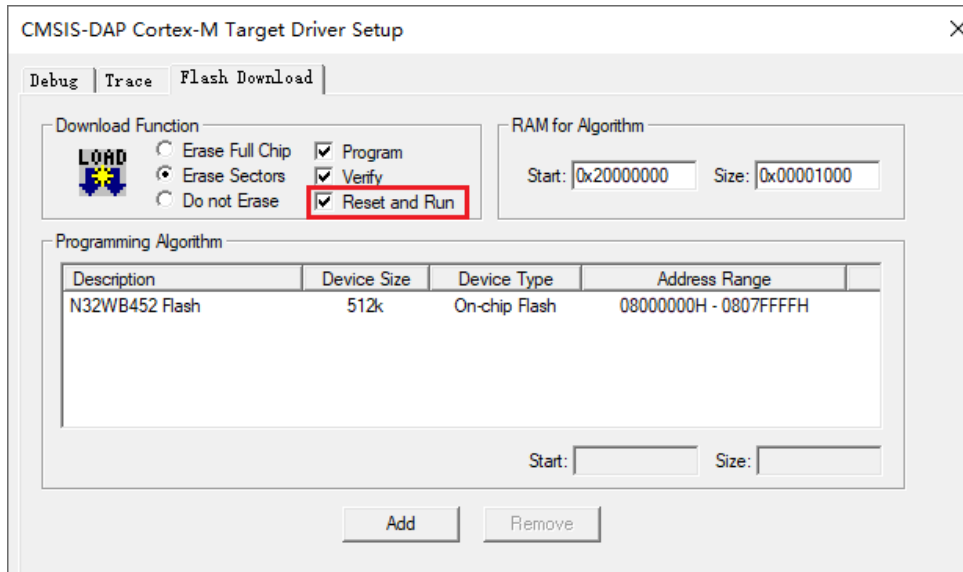 CMSIS-DAP Cortex-M Target Driver Setup
Debug Trace Flash Download
Download Function
LOAD
Erase Full Chip
Erase Sectors
Do not Erase
Program
Verify
Reset and Run
RAM for Algorithm
Start: 0x20000000 Size: 0x00001000
Programming Algorithm
Description Device Size Device Type Address Range
N32WB452 Flash 512k On-chip Flash 08000000H - 0807FFFFH
Start: Size:
Add Remove